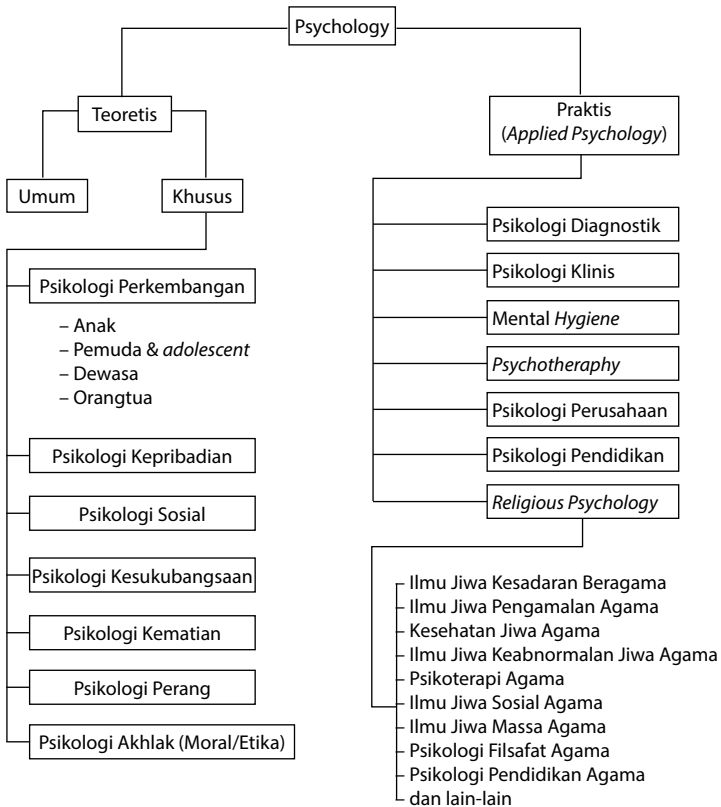 Psychology
Teoretis
Praktis
(Applied Psychology)
Umum
Khusus
Psikologi Perkembangan
– Anak
– Pemuda & adolescent
– Dewasa
– Orangtua
Psikologi Kepribadian
Psikologi Sosial
Psikologi Kesukubangsaan
Psikologi Kematian
Psikologi Perang
Psikologi Akhlak (Moral/Etika)
Psikologi Diagnostik
Psikologi Klinis
Mental Hygiene
Psychotheraphy
Psikologi Perusahaan
Psikologi Pendidikan
Religious Psychology
Ilmu Jiwa Kesadaran Beragama
Ilmu Jiwa Pengamalan Agama
Kesehatan Jiwa Agama
Ilmu Jiwa Keabnormalan Jiwa Agama
Psikoterapi Agama
Ilmu Jiwa Sosial Agama
Ilmu Jiwa Massa Agama
Psikologi Filsafat Agama
Psikologi Pendidikan Agama
dan lain-lain